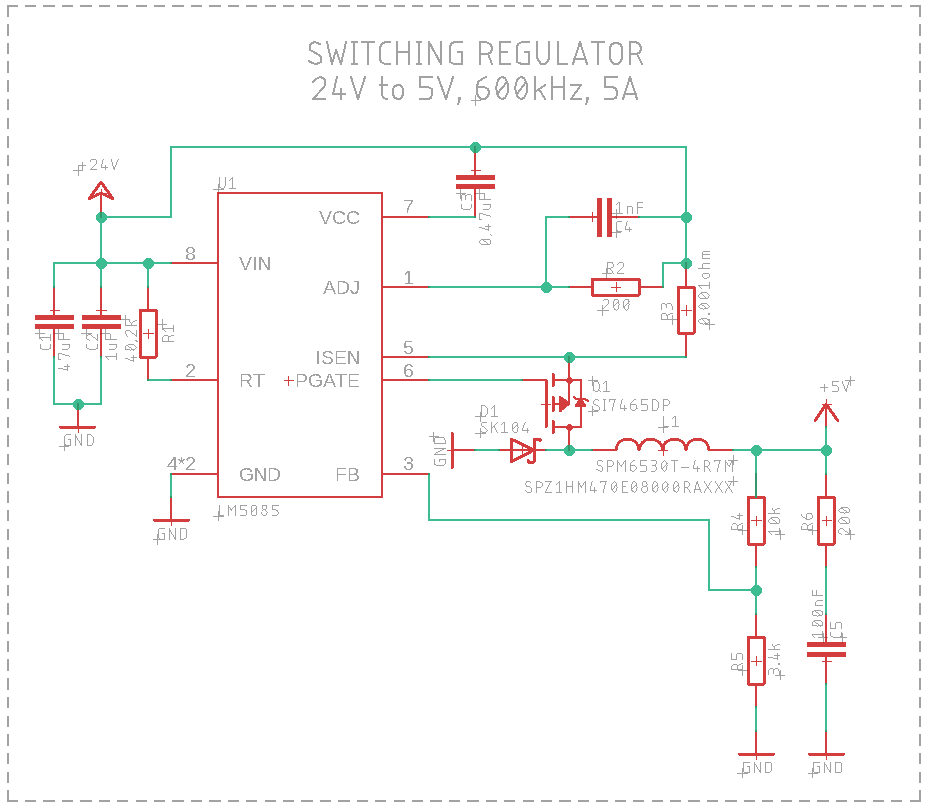 SWITCHING REGULATOR
24V to 5V, 600kHz, 5A
+24V
U1
C3
0.47uF
7
VCC
1nF
C4
8
VIN
1
ADJ
R2
200
R3
0.001ohm
C1
47uF
C2
1uF
40.2R
R1
5
ISEN
2
RT
6
PGATE
Q1
SI7465DP
+5V
D1
SK104
L1
GND
GND
4*2
GND
3
FB
SPM6530T-4R7M
SPZ1HM470E08000RAXXX
LM5085
GND
R4
10k
R6
200
100nF
C5
R5
3.4k
GND
GND